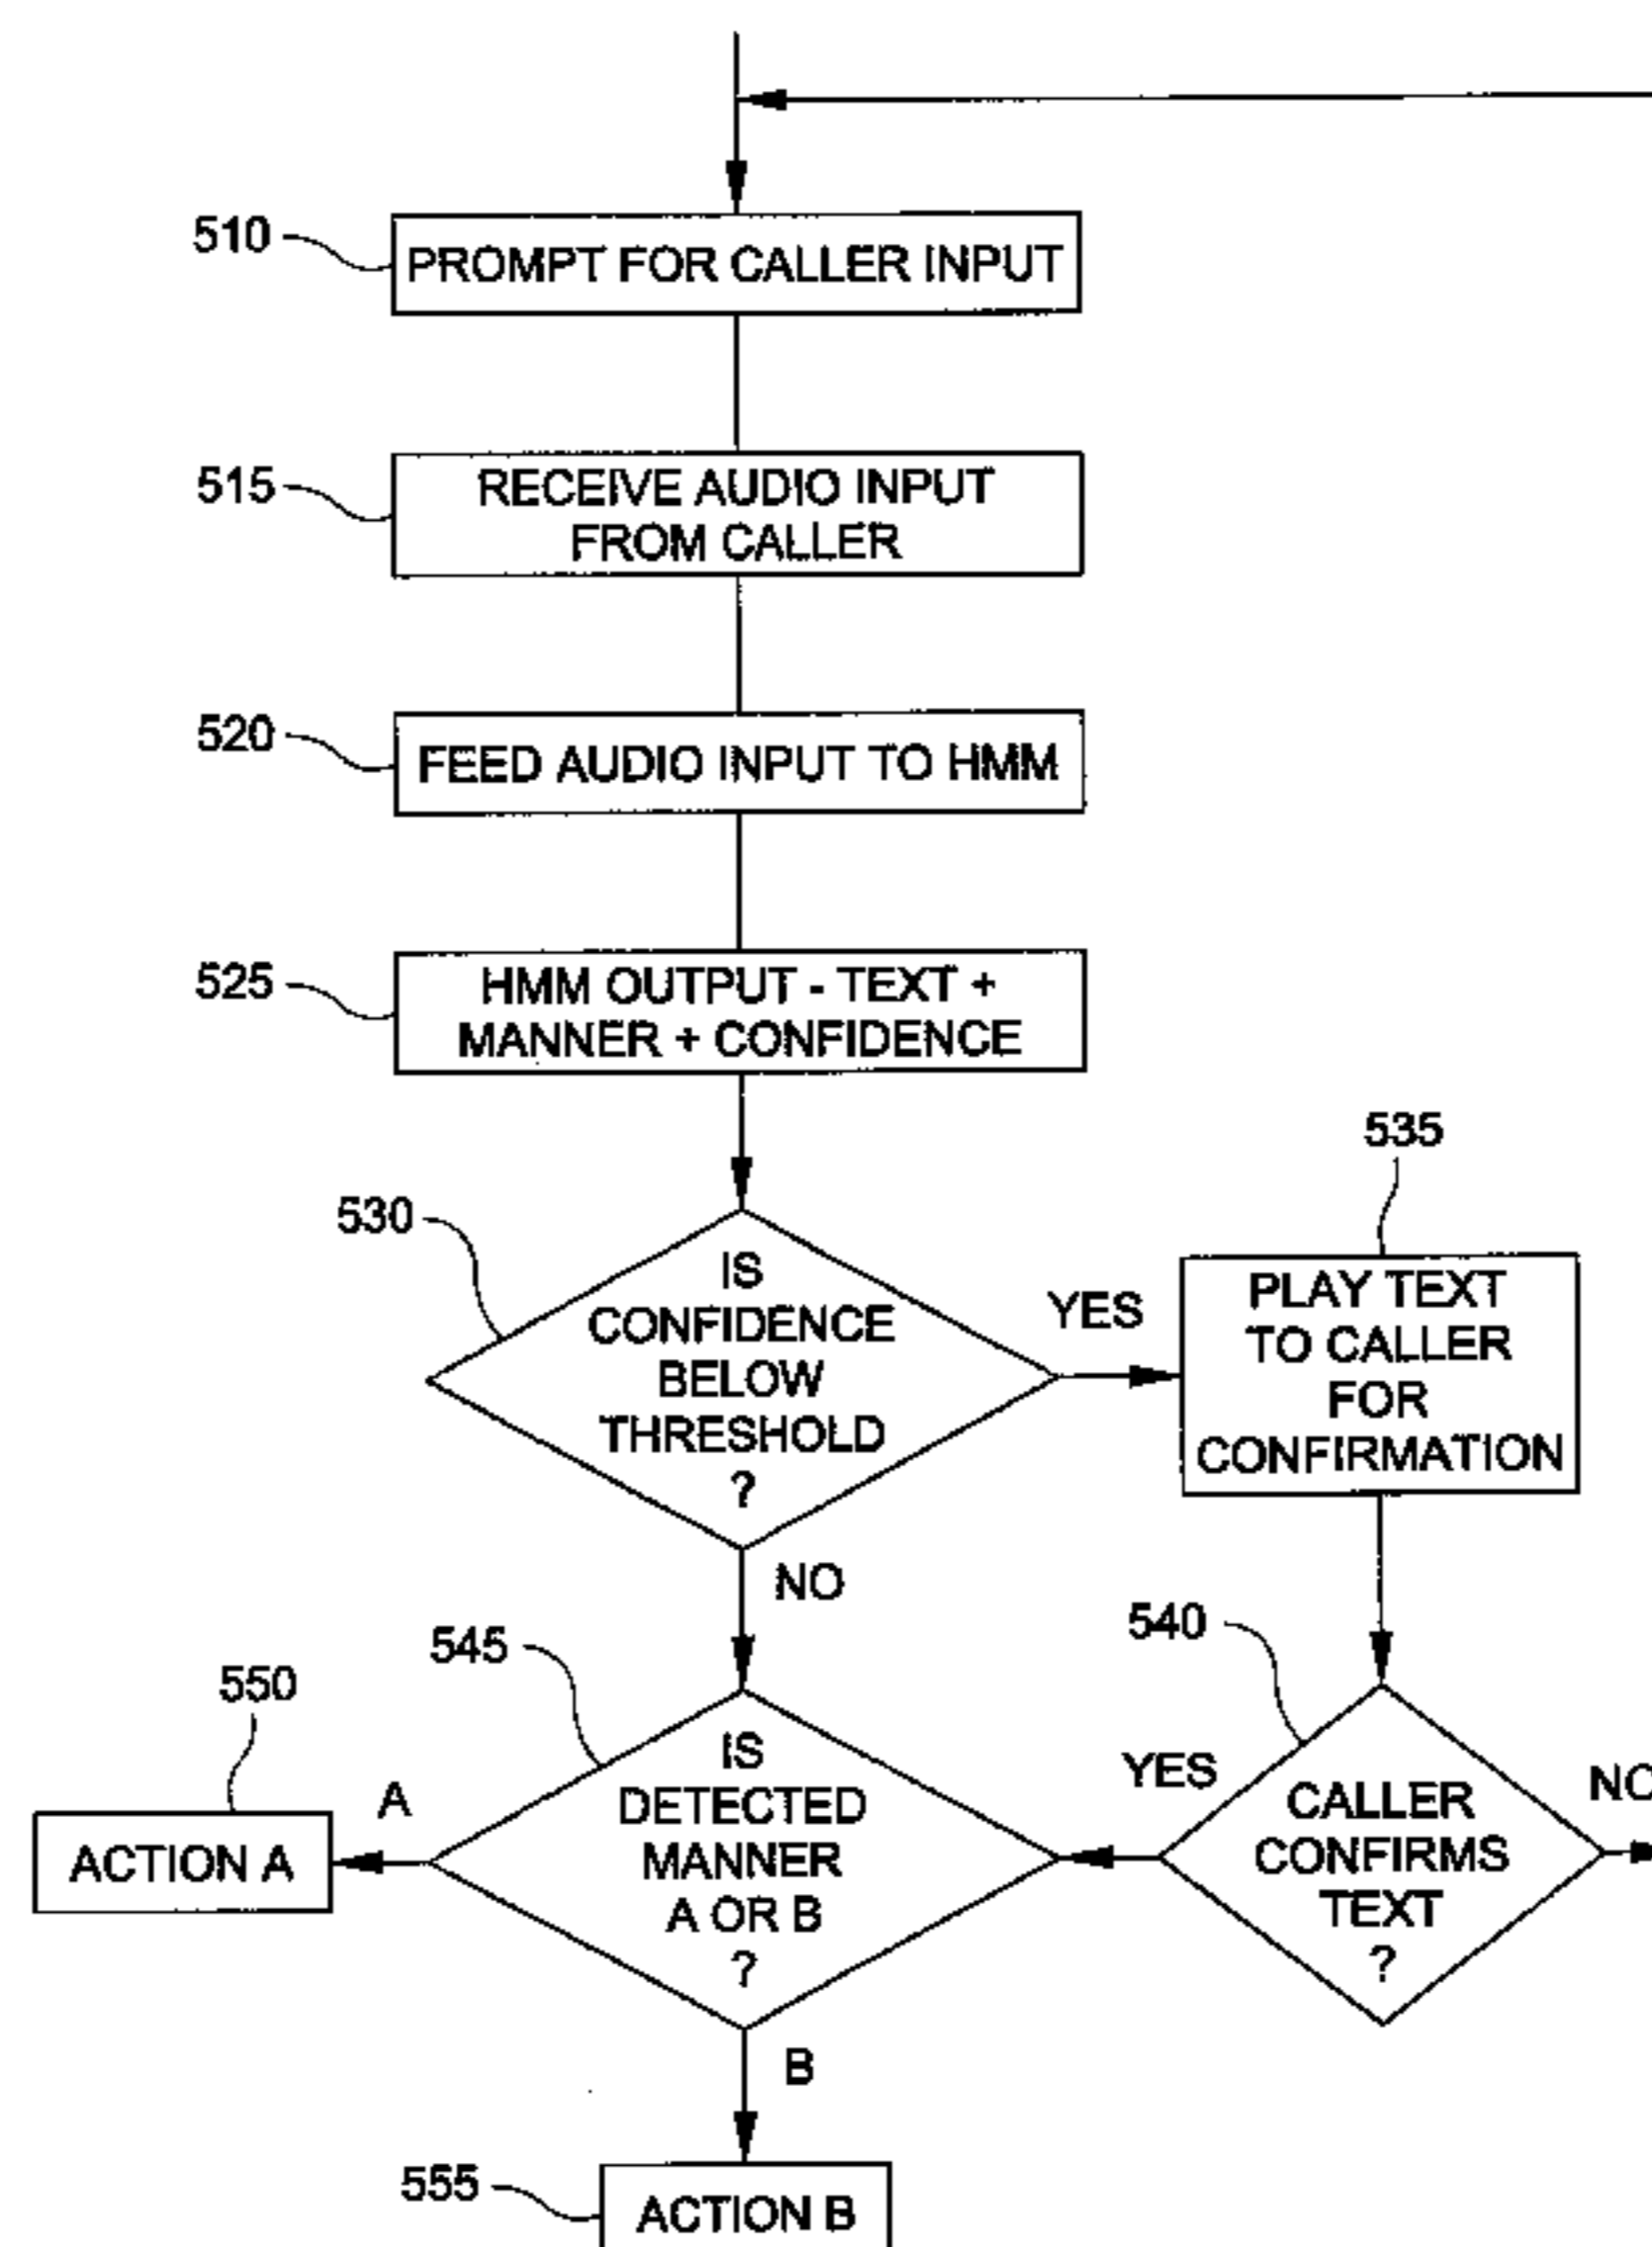 510
PROMPT FOR CALLER INPUT
515
RECEIVE AUDIO INPUT
FROM CALLER
520
FEED AUDIO INPUT TO HMM
525
HMM OUTPUT - TEXT +
MANNER + CONFIDENCE
530
IS
CONFIDENCE
BELOW
THRESHOLD
?
YES
535
PLAY TEXT
TO CALLER
FOR
CONFIRMATION
NO
540
CALLER
CONFIRMS
TEXT
?
YES
NO
545
IS
DETECTED
MANNER
A OR B
?
A
550
ACTION A
B
555
ACTION B